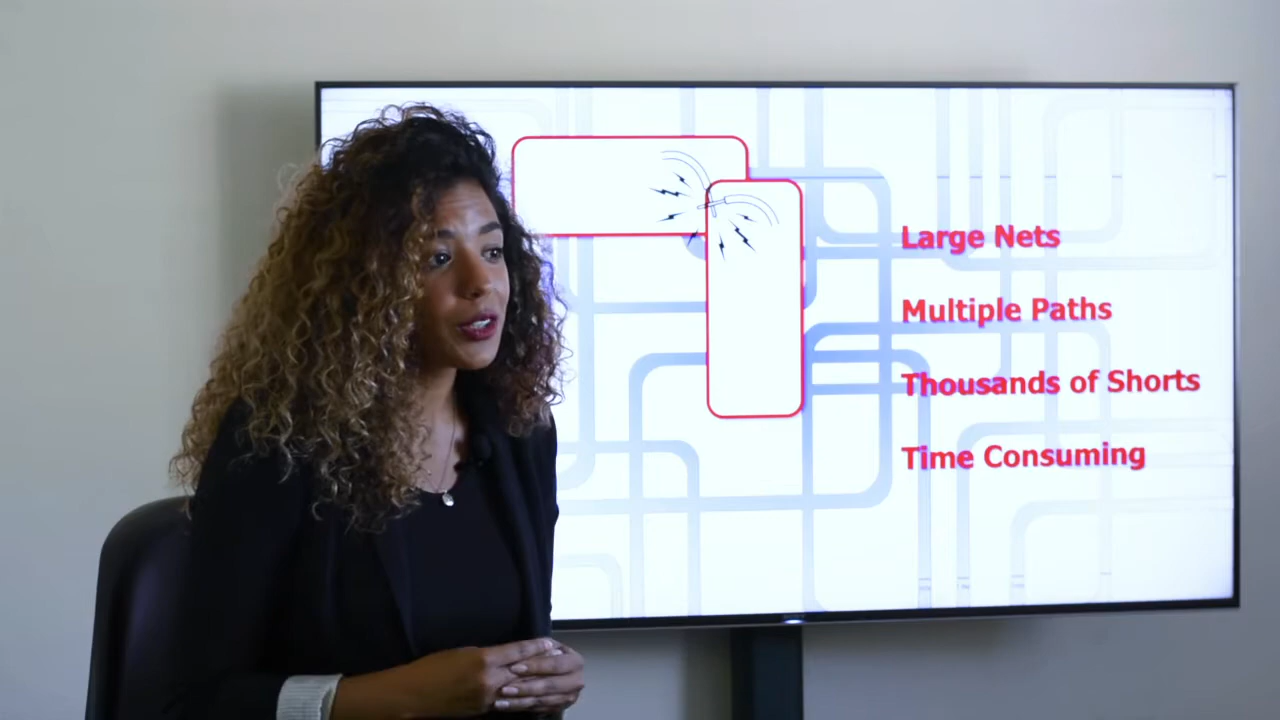 Large Nets
Multiple Paths
Thousands of Shorts
Time Consuming